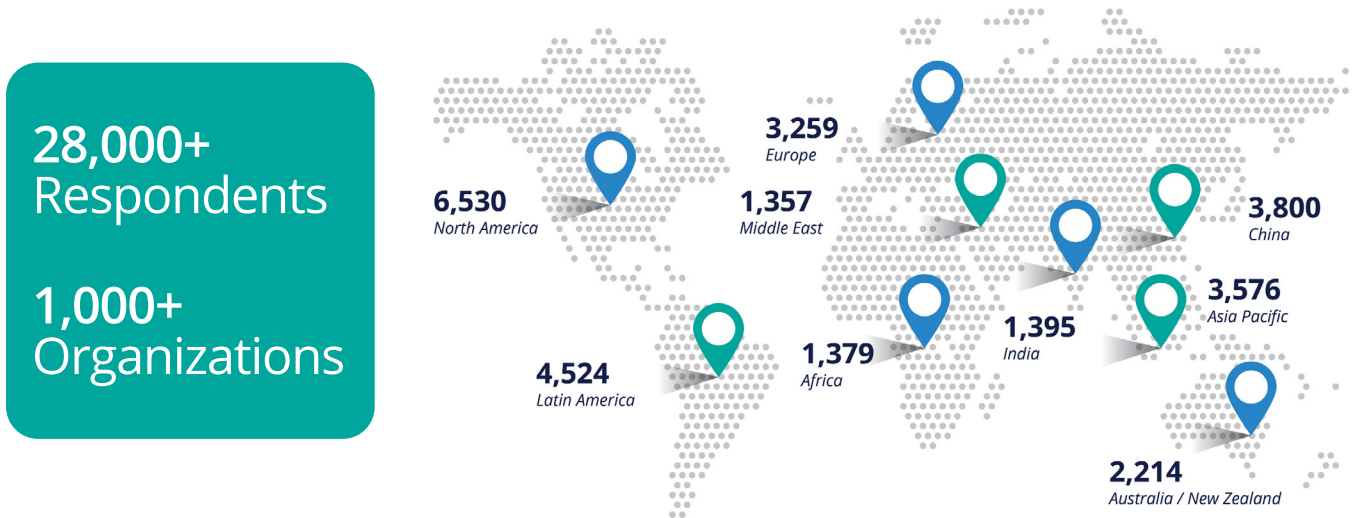 28,000+
Respondents
1,000+
Organizations
6,530
North America
4,524
Latin America
3,259
Europe
1,357
Middle East
1,379
Africa
1,395
India
3,800
China
3,576
Asia Pacific
2,214
Australia / New Zealand